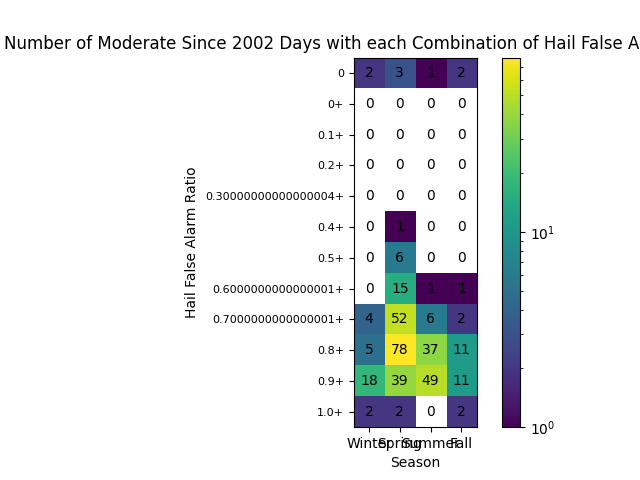 Number of Moderate Since 2002 Days with each Combination of Hail False A
Hail False Alarm Ratio
0 2 3 1 2
0+ 0 0 0 0
0.1+ 0 0 0 0
0.2+ 0 0 0 0
0.30000000000000004+ 0 0 0 0
0.4+ 0 1 0 0
0.5+ 0 6 0 0
0.6000000000000001+ 0 15 1 1
0.7000000000000001+ 4 52 6 2
0.8+ 5 78 37 11
0.9+ 18 39 49 11
1.0+ 2 2 0 2
Winter Spring Summer Fall
Season
10^1
10^0